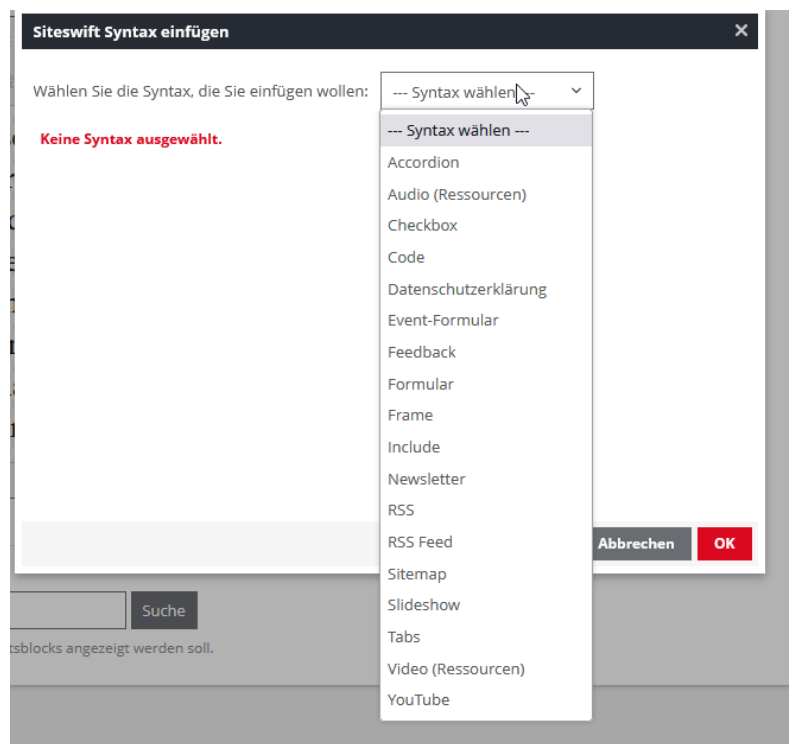 Siteswift Syntax einfügen
Wählen Sie die Syntax, die Sie einfügen wollen:
--- Syntax wählen ---
Keine Syntax ausgewählt.
--- Syntax wählen ---
Accordion
Audio (Ressourcen)
Checkbox
Code
Datenschutzerklärung
Event-Formular
Feedback
Formular
Frame
Include
Newsletter
RSS
RSS Feed
Sitemap
Slideshow
Tabs
Video (Ressourcen)
YouTube
Abbrechen
OK
Suche
tsblocks angezeigt werden soll.